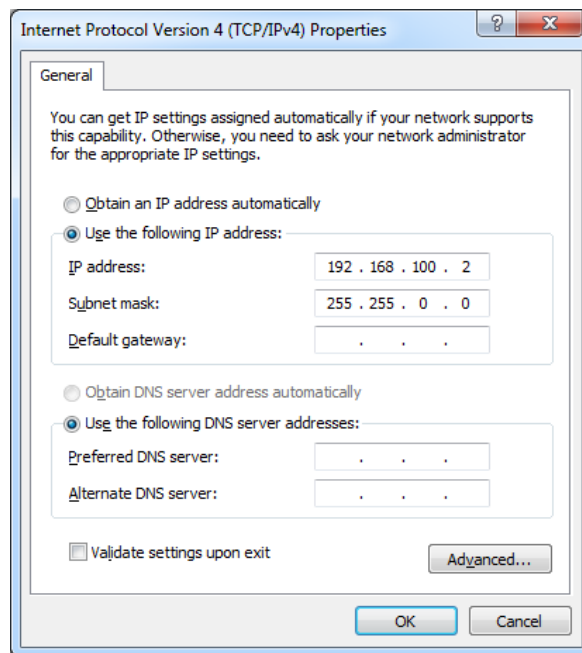 Internet Protocol Version 4 (TCP/IPv4) Properties
General
You can get IP settings assigned automatically if your network supports
this capability. Otherwise, you need to ask your network administrator
for the appropriate IP settings.
Obtain an IP address automatically
Use the following IP address:
IP address: 192 . 168 . 100 . 2
Subnet mask: 255 . 255 . 0 . 0
Default gateway: . . .
Obtain DNS server address automatically
Use the following DNS server addresses:
Preferred DNS server: . . .
Alternate DNS server: . . .
Validate settings upon exit
Advanced...
OK Cancel